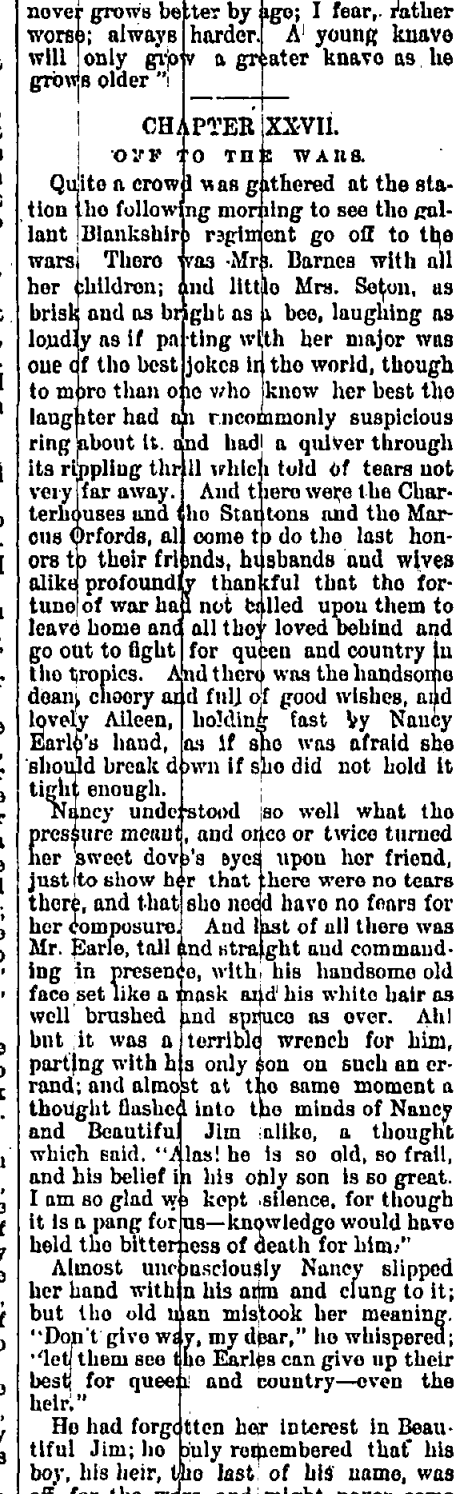 never grows better by age; I fear, rather
worse; always harder. A young knave
will only grow a greater knave as he
grows older"!
CHAPTER XXVII.
OFF TO THE WARS.
Quite a crowd was gathered at the sta-
tion the following morning to see the gal-
lant Blankshire regiment go off to the
wars. There was Mrs. Barnes with all
her children; and little Mrs. Seton, as
brisk and as bright as a bee, laughing as
loudly as if parting with her major was
one of the best jokes in the world, though
to more than one who knew her best the
laughter had an uncommonly suspicious
ring about it. and had a quiver through
its rippling thrill which told of tears not
very far away. And there were the Char-
terhouses and the Stantons and the Mar-
cus Orfords, all come to do the last hon-
ors to their friends, husbands and wives
alike profoundly thankful that the for-
tune of war had not called upon them to
leave home and all they loved behind and
go out to fight for queen and country in
the tropics. And there was the handsome
dean, cheery and full of good wishes, and
lovely Aileen, holding fast by Nancy
Earle's hand, as if she was afraid she
should break down if she did not hold it
tight enough.
Nancy understood so well what the
pressure meant, and once or twice turned
her sweet dove's eyes upon her friend,
just to show her that there were no tears
there, and that she need have no fears for
her composure. And last of all there was
Mr. Earle, tall and straight and command-
ing in presence, with his handsome old
face set like a mask and his white hair as
well brushed and spruce as ever. Ah!
but it was a terrible wrench for him,
parting with his only son on such an er-
rand; and almost at the same moment a
thought flashed into the minds of Nancy
and Beautiful Jim alike, a thought
which said. "Alas! he is so old, so frail,
and his belief in his only son is so great.
I am so glad we kept silence, for though
it is a pang for us—knowledge would have
held the bitterness of death for him."
Almost unconsciously Nancy slipped
her hand within his arm and clung to it;
but the old man mistook her meaning.
"Don't give way, my dear," he whispered;
"let them see the Earles can give up their
best for queen and country—even the
heir."
He had forgotten her interest in Beau-
tiful Jim; he only remembered that his
boy, his heir, the last of his name, was
off for the wars and might never come